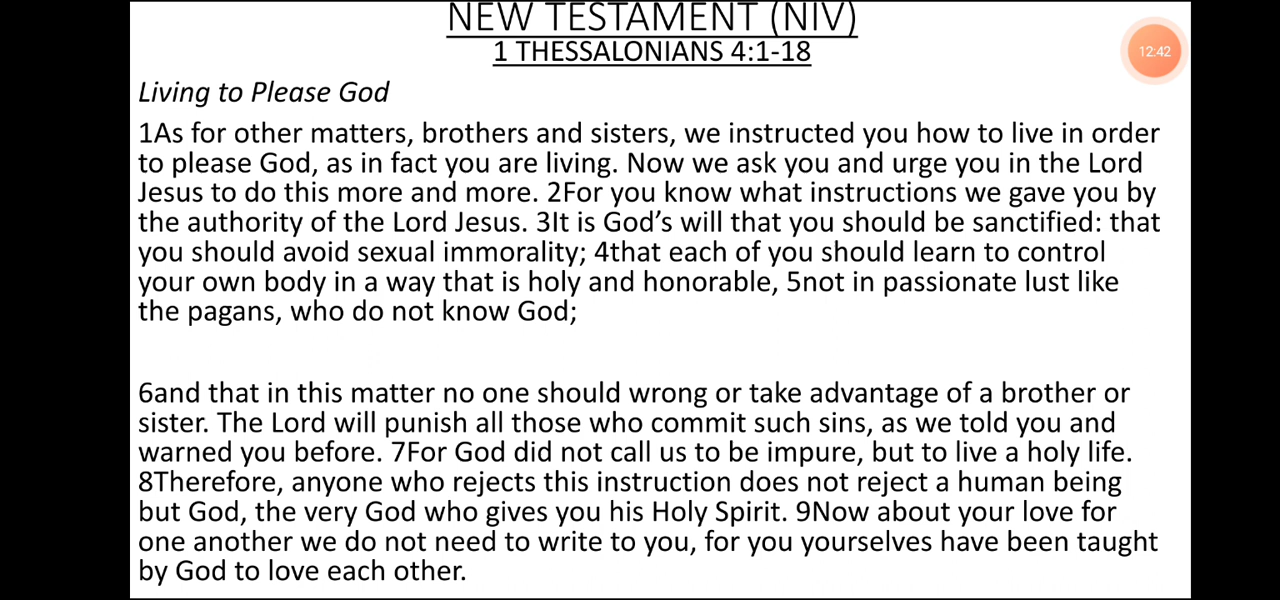 NEW TESTAMENT (NIV)
1 THESSALONIANS 4:1-18
12:42
Living to Please God
1As for other matters, brothers and sisters, we instructed you how to live in order
to please God, as in fact you are living. Now we ask you and urge you in the Lord
Jesus to do this more and more. 2For you know what instructions we gave you by
the authority of the Lord Jesus. 3It is God’s will that you should be sanctified: that
you should avoid sexual immorality; 4that each of you should learn to control
your own body in a way that is holy and honorable, 5not in passionate lust like
the pagans, who do not know God;
6and that in this matter no one should wrong or take advantage of a brother or
sister. The Lord will punish all those who commit such sins, as we told you and
warned you before. 7For God did not call us to be impure, but to live a holy life.
8Therefore, anyone who rejects this instruction does not reject a human being
but God, the very God who gives you his Holy Spirit. 9Now about your love for
one another we do not need to write to you, for you yourselves have been taught
by God to love each other.